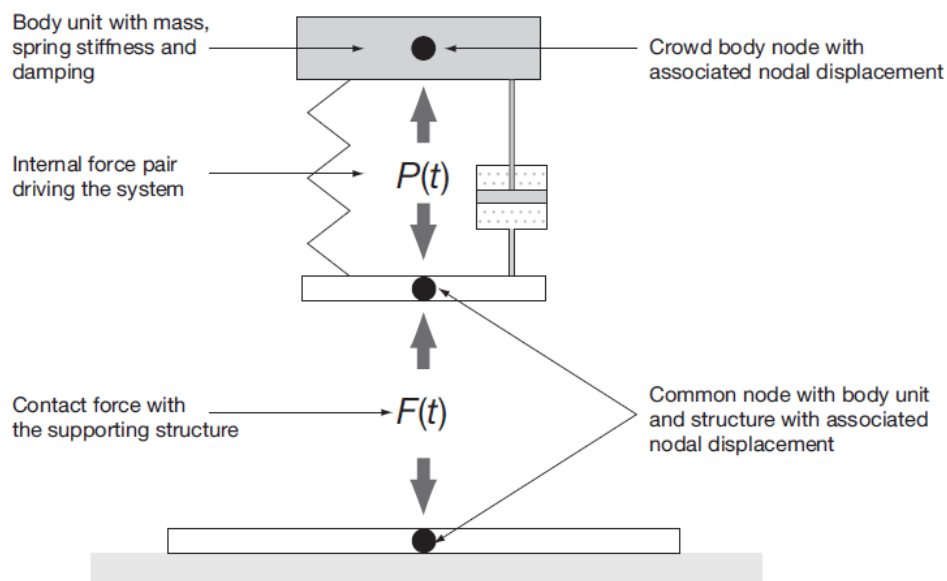 Body unit with mass,
spring stiffness and
damping
Crowd body node with
associated nodal displacement
Internal force pair
driving the system
P(t)
Contact force with
the supporting structure
F(t)
Common node with body unit
and structure with associated
nodal displacement